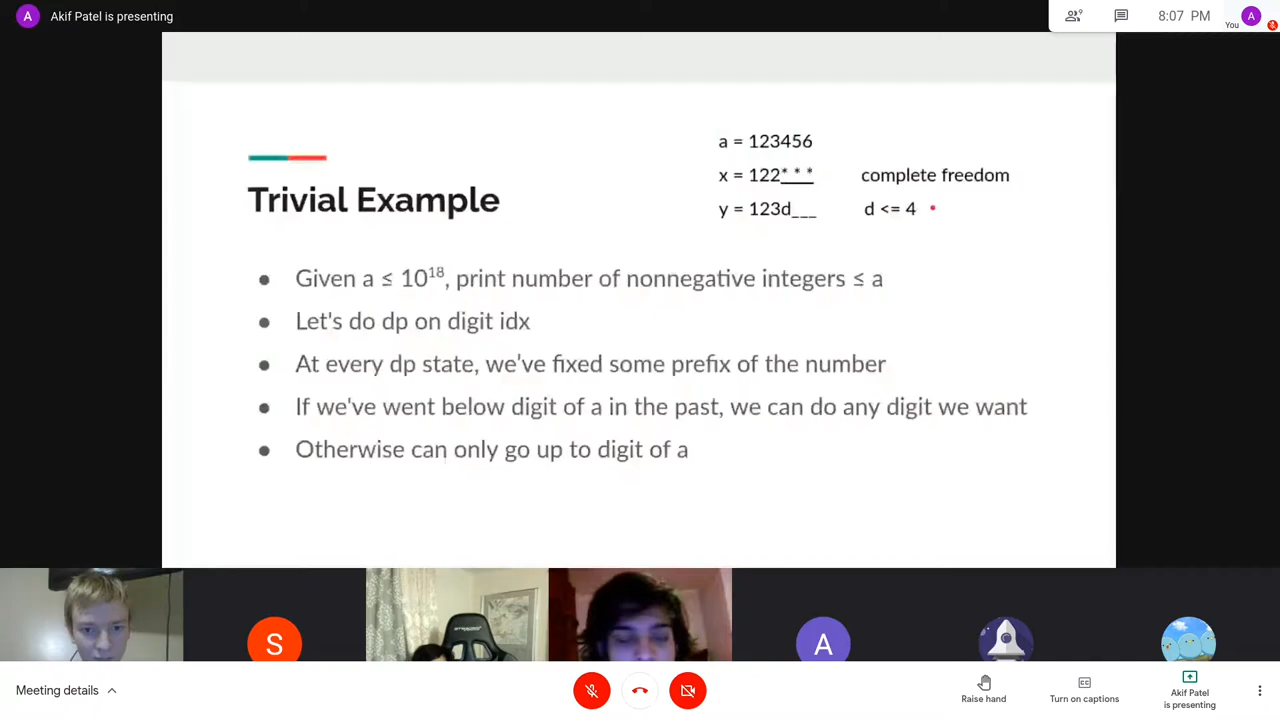 A Akif Patel is presenting
9
8:07 PM
You
A
a = 123456
x = 122* * * complete freedom
y = 123d___ d <= 4
Trivial Example
● Given a ≤ 10¹⁸, print number of nonnegative integers ≤ a
● Let's do dp on digit idx
● At every dp state, we've fixed some prefix of the number
● If we've went below digit of a in the past, we can do any digit we want
● Otherwise can only go up to digit of a
S
A
Meeting details
Raise hand
CC
Turn on captions
Akif Patel
is presenting